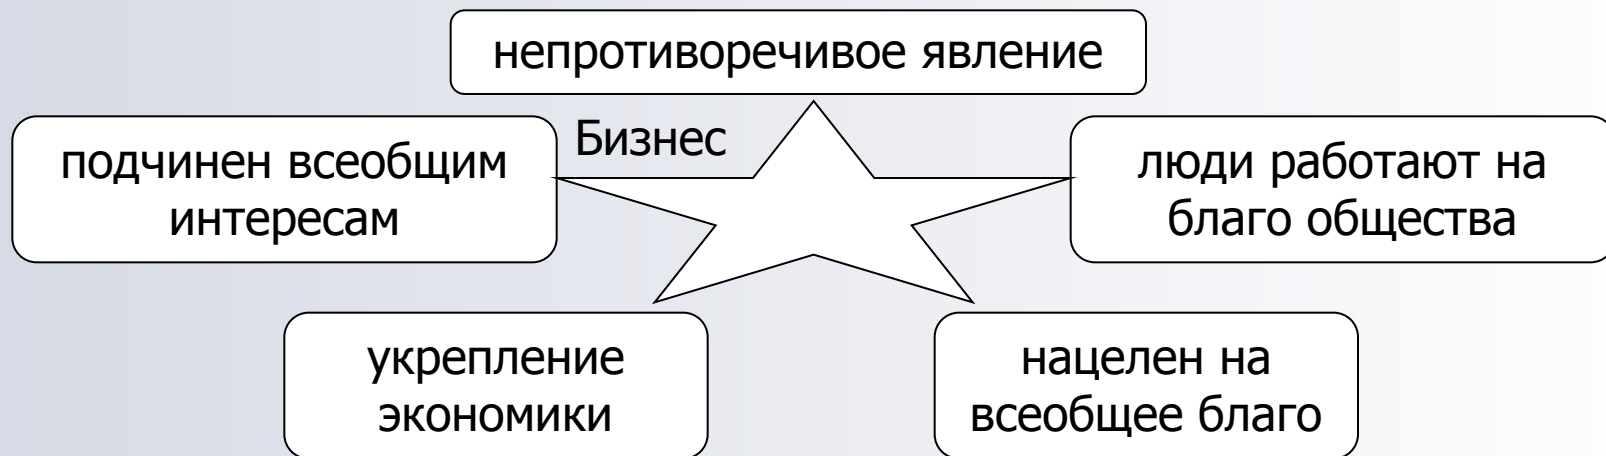 непротиворечивое явление
Бизнес
подчинен всеобщим
интересам
люди работают на
благо общества
укрепление
экономики
нацелен на
всеобщее благо